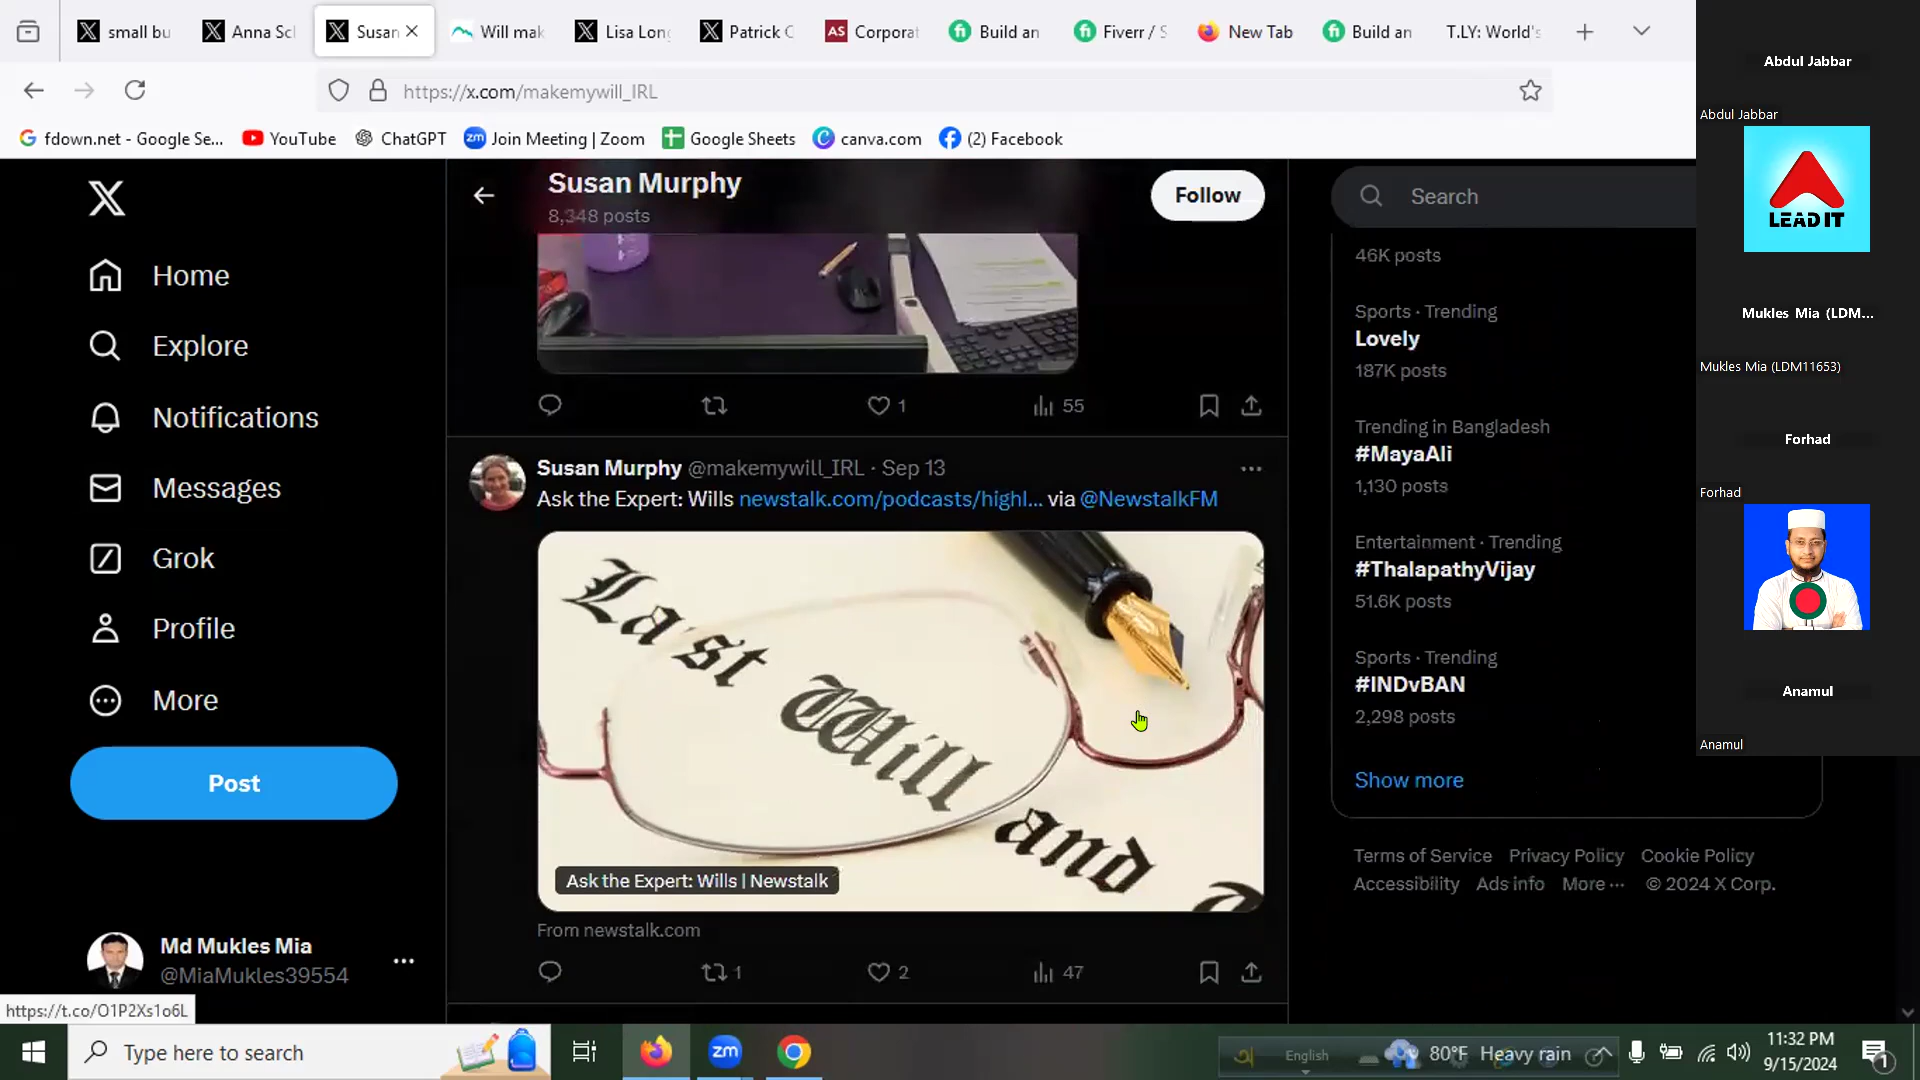 small bu
Anna Scl
Susan
Will mak
Lisa Lon
Patrick C
AS Corporat
fi Build an
fi Fiverr / S
New Tab
fi Build an
T.LY: World's
https://x.com/makemywill_IRL
fdown.net - Google Se...
YouTube
ChatGPT
zm Join Meeting | Zoom
Google Sheets
canva.com
(2) Facebook
Home
Explore
Notifications
Messages
Grok
Profile
More
Post
Md Mukles Mia
@MiaMukles39554
https://t.co/O1P2Xs1o6L
Susan Murphy
8,348 posts
Follow
1
55
Susan Murphy @makemywill_IRL · Sep 13
Ask the Expert: Wills newstalk.com/podcasts/highl... via @NewstalkFM
Last Will and
Ask the Expert: Wills | Newstalk
From newstalk.com
1
2
47
Search
46K posts
Sports · Trending
Lovely
187K posts
Trending in Bangladesh
#MayaAli
1,130 posts
Entertainment · Trending
#ThalapathyVijay
51.6K posts
Sports · Trending
#INDvBAN
2,298 posts
Show more
Terms of Service Privacy Policy Cookie Policy
Accessibility Ads info More ··· © 2024 X Corp.
Abdul Jabbar
Abdul Jabbar
LEAD IT
Mukles Mia (LDM...
Mukles Mia (LDM11653)
Forhad
Forhad
Anamul
Anamul
Type here to search
zm
অ
English
80°F Heavy rain
11:32 PM
9/15/2024
1